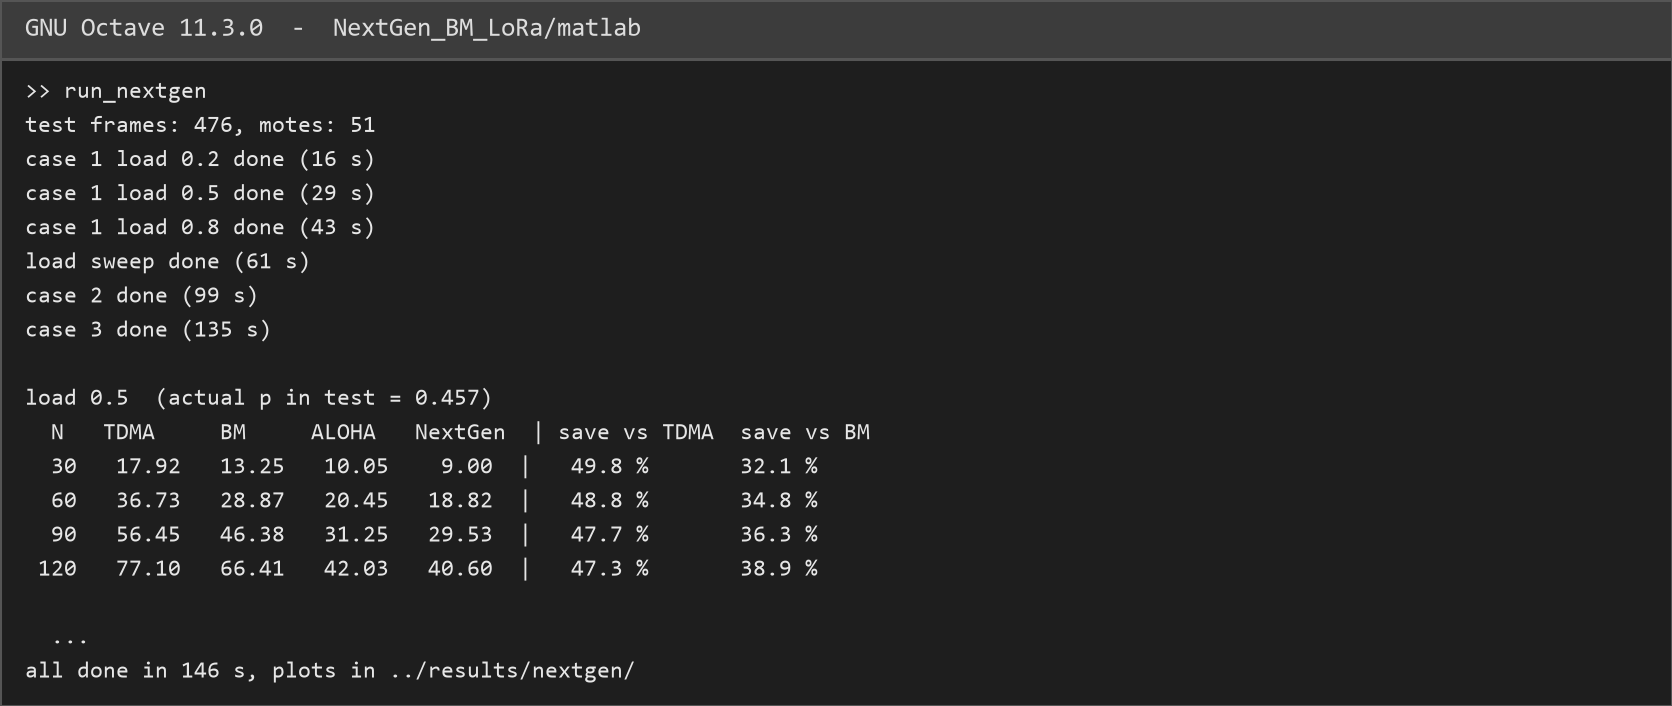 GNU Octave 11.3.0  -  NextGen_BM_LoRa/matlab
>> run_nextgen
test frames: 476, motes: 51
case 1 load 0.2 done (16 s)
case 1 load 0.5 done (29 s)
case 1 load 0.8 done (43 s)
load sweep done (61 s)
case 2 done (99 s)
case 3 done (135 s)
load 0.5  (actual p in test = 0.457)
  N   TDMA     BM     ALOHA   NextGen  | save vs TDMA  save vs BM
  30   17.92   13.25   10.05    9.00  |   49.8 %       32.1 %
  60   36.73   28.87   20.45   18.82  |   48.8 %       34.8 %
  90   56.45   46.38   31.25   29.53  |   47.7 %       36.3 %
 120   77.10   66.41   42.03   40.60  |   47.3 %       38.9 %
  ...
all done in 146 s, plots in ../results/nextgen/